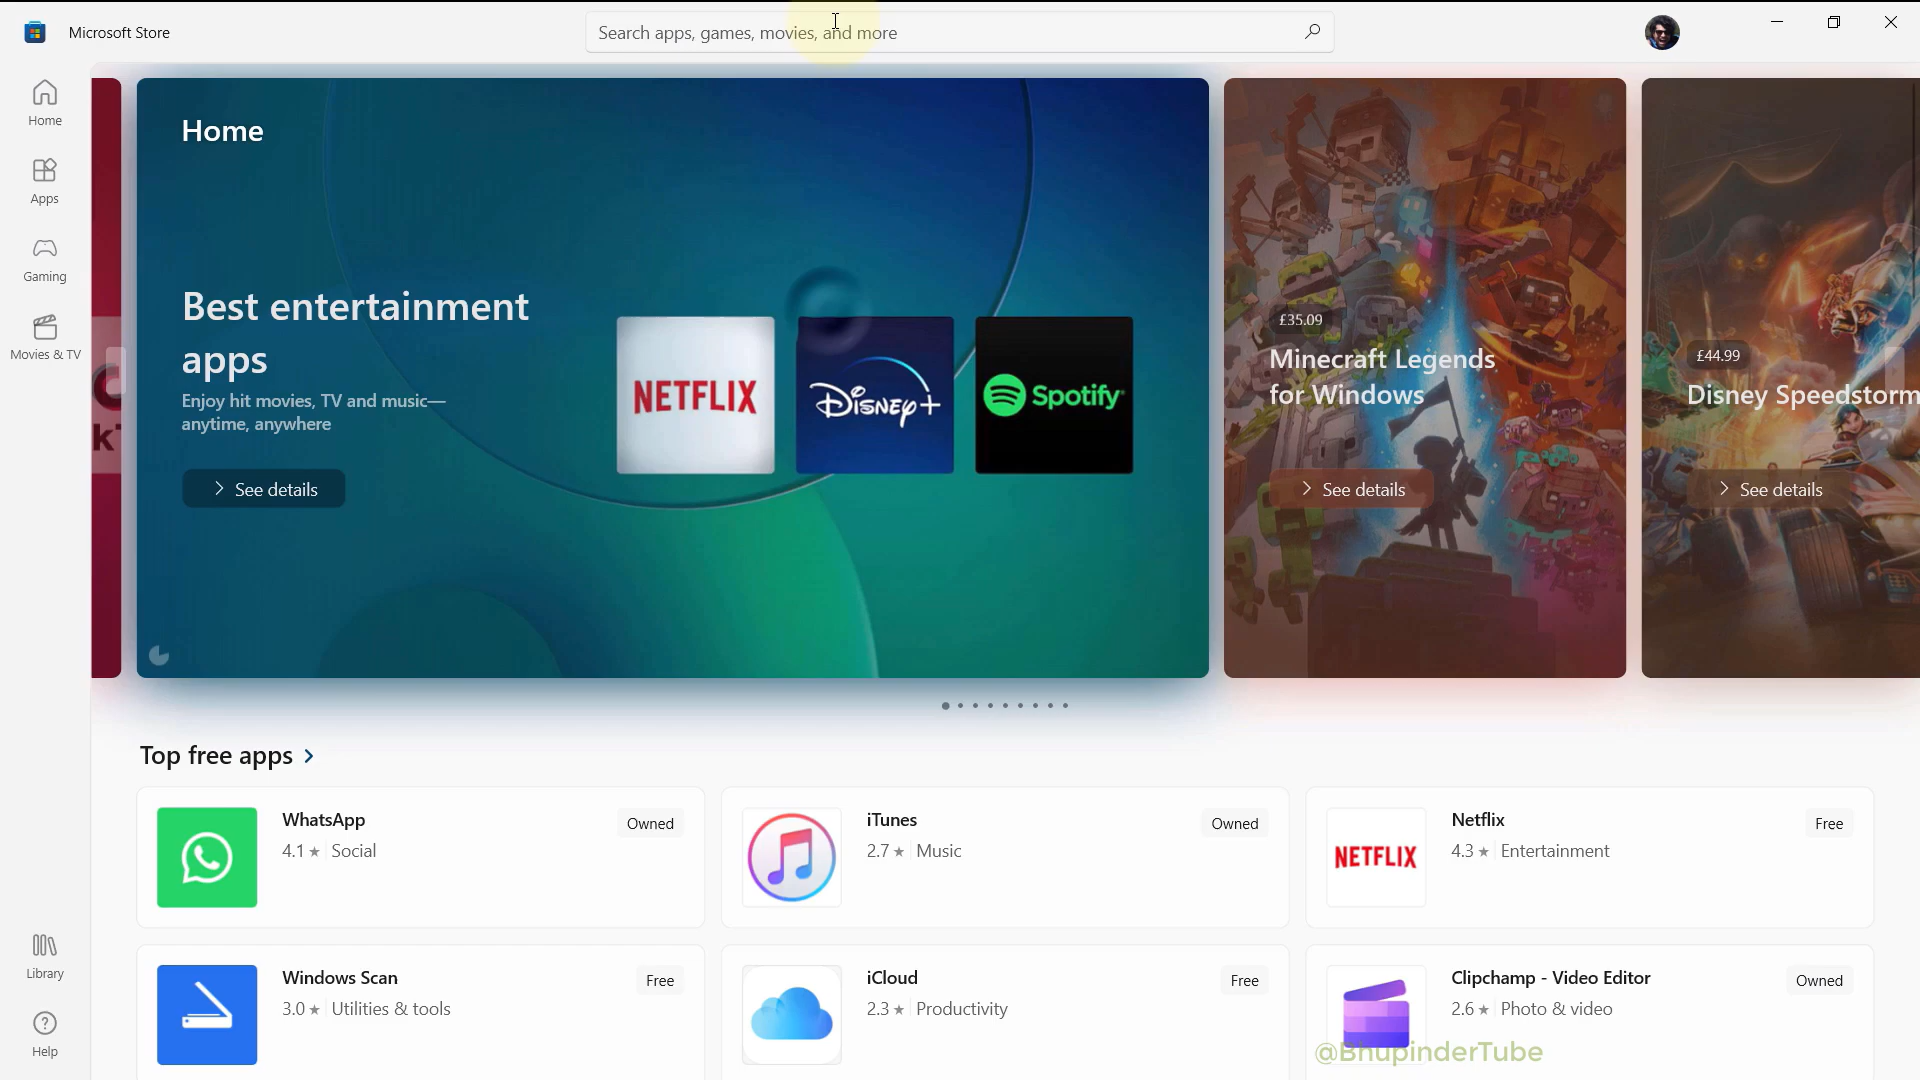 Microsoft Store
Search apps, games, movies, and more
Home
Apps
Gaming
Movies & TV
Library
Help
Home
Best entertainment
apps
Enjoy hit movies, TV and music—
anytime, anywhere
See details
NETFLIX
Disney+
Spotify
£35.09
Minecraft Legends
for Windows
See details
£44.99
Disney Speedstorm
See details
Top free apps
WhatsApp
4.1 ★ Social
Owned
iTunes
2.7 ★ Music
Owned
NETFLIX
Netflix
4.3 ★ Entertainment
Free
Windows Scan
3.0 ★ Utilities & tools
Free
iCloud
2.3 ★ Productivity
Free
Clipchamp - Video Editor
2.6 ★ Photo & video
Owned
@BhupinderTube